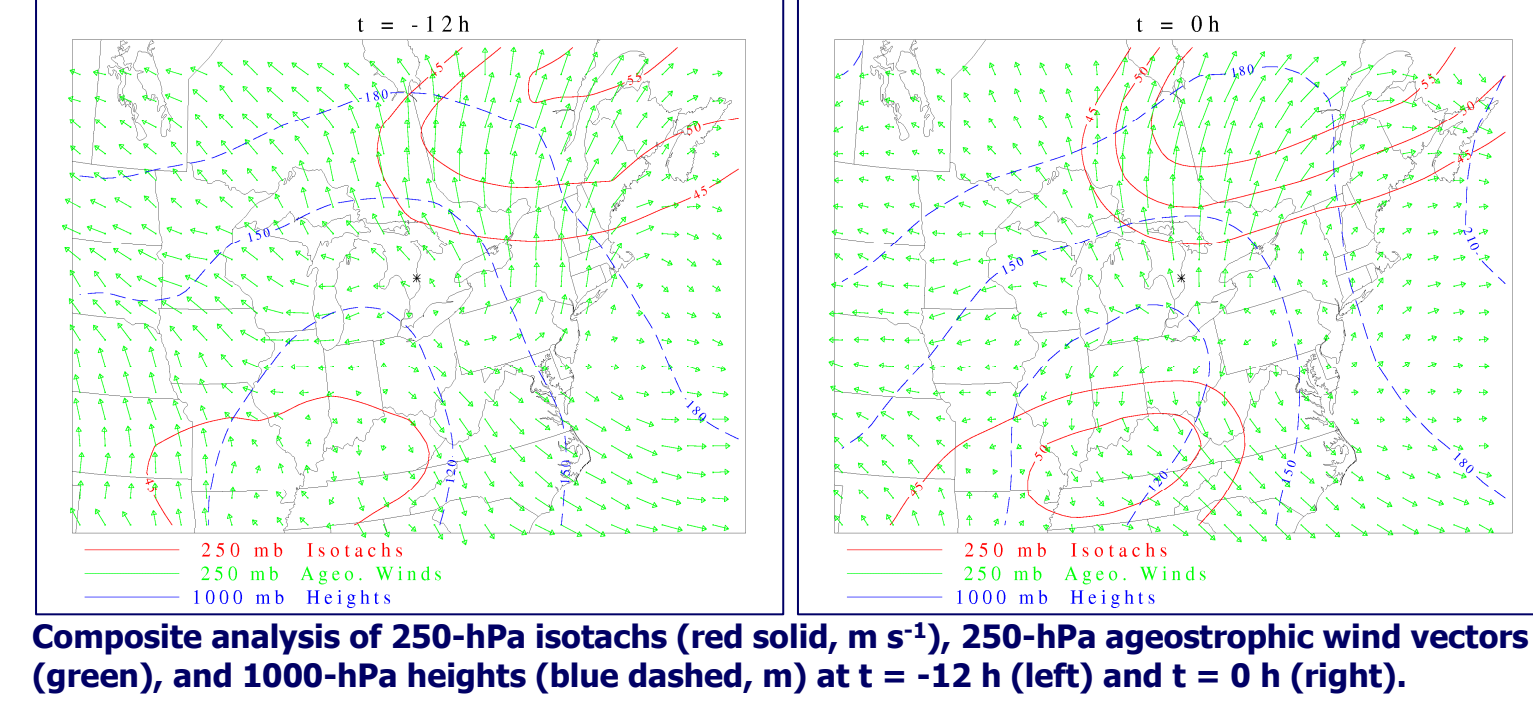 t = -12h
45
55
-180
50
45
150
180
120
150
45
250 mb Isotachs
250 mb Ageo. Winds
1000 mb Heights
t = 0h
50
180
55
50
45
45
210
150
50
45
120
150
180
250 mb Isotachs
250 mb Ageo. Winds
1000 mb Heights
Composite analysis of 250-hPa isotachs (red solid, m s-1), 250-hPa ageostrophic wind vectors
(green), and 1000-hPa heights (blue dashed, m) at t = -12 h (left) and t = 0 h (right).